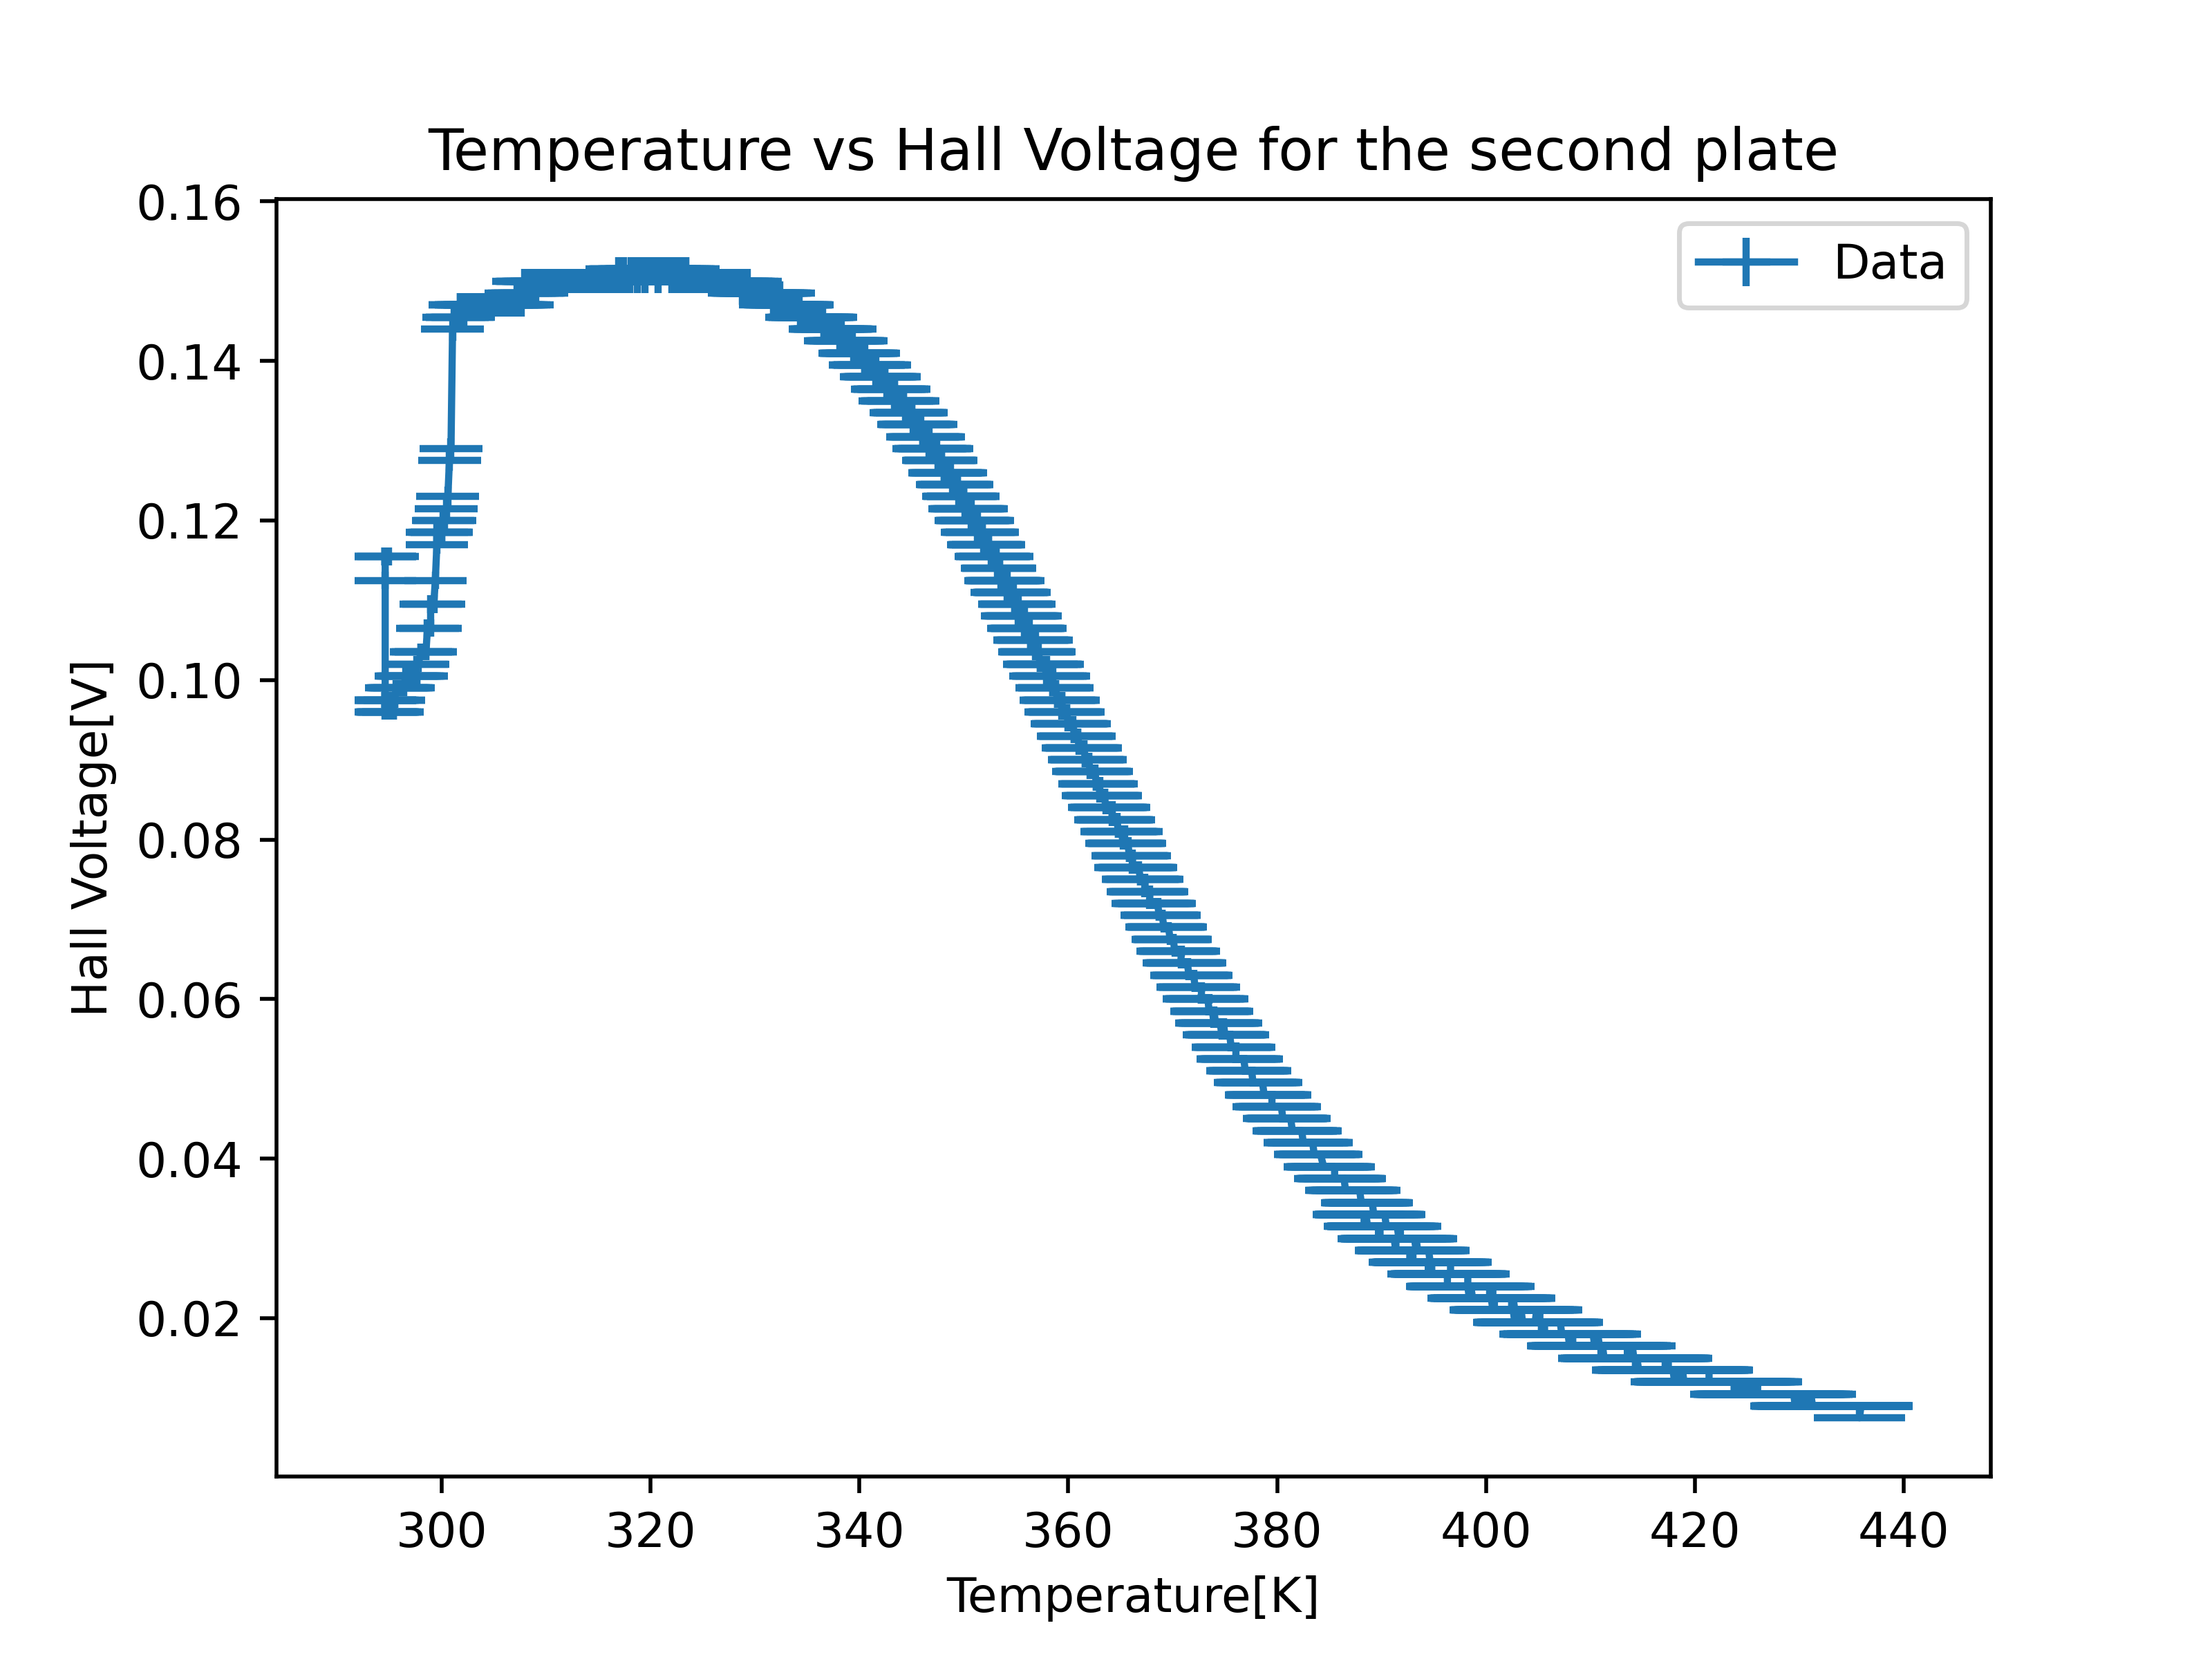 Temperature vs Hall Voltage for the second plate
Data
Hall Voltage[V]
0.16
0.14
0.12
0.10
0.08
0.06
0.04
0.02
300 320 340 360 380 400 420 440
Temperature[K]